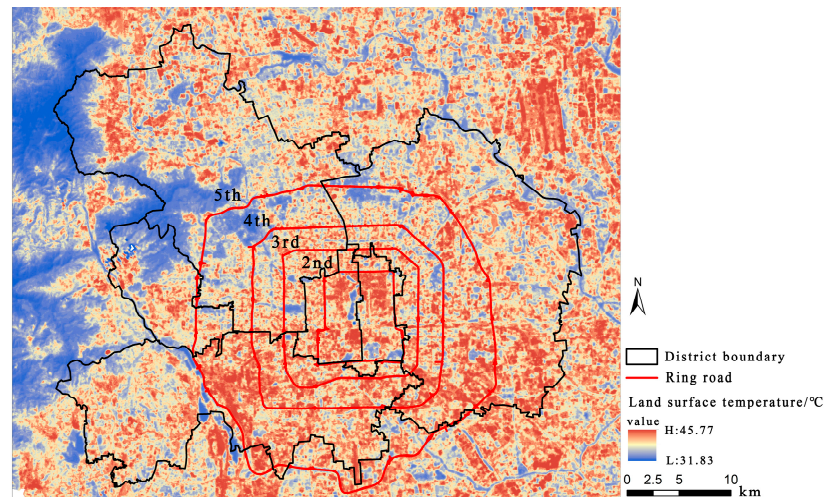 5th
4th
3rd
2nd
N
District boundary
Ring road
Land surface temperature/℃
value
H:45.77
L:31.83
0 2.5 5 10
km